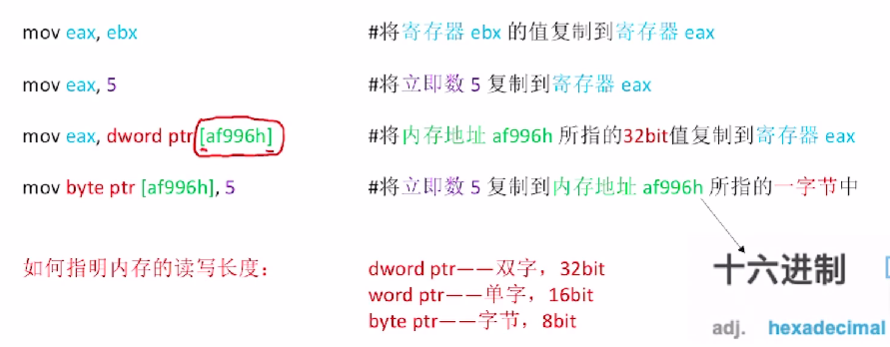 mov eax, ebx #将寄存器 ebx 的值复制到寄存器 eax
mov eax, 5 #将立即数 5 复制到寄存器 eax
mov eax, dword ptr [af996h] #将内存地址 af996h 所指的32bit值复制到寄存器 eax
mov byte ptr [af996h], 5 #将立即数 5 复制到内存地址 af996h 所指的一字节中
如何指明内存的读写长度： dword ptr——双字，32bit
word ptr——单字，16bit
byte ptr——字节，8bit
十六进制
adj. hexadecimal